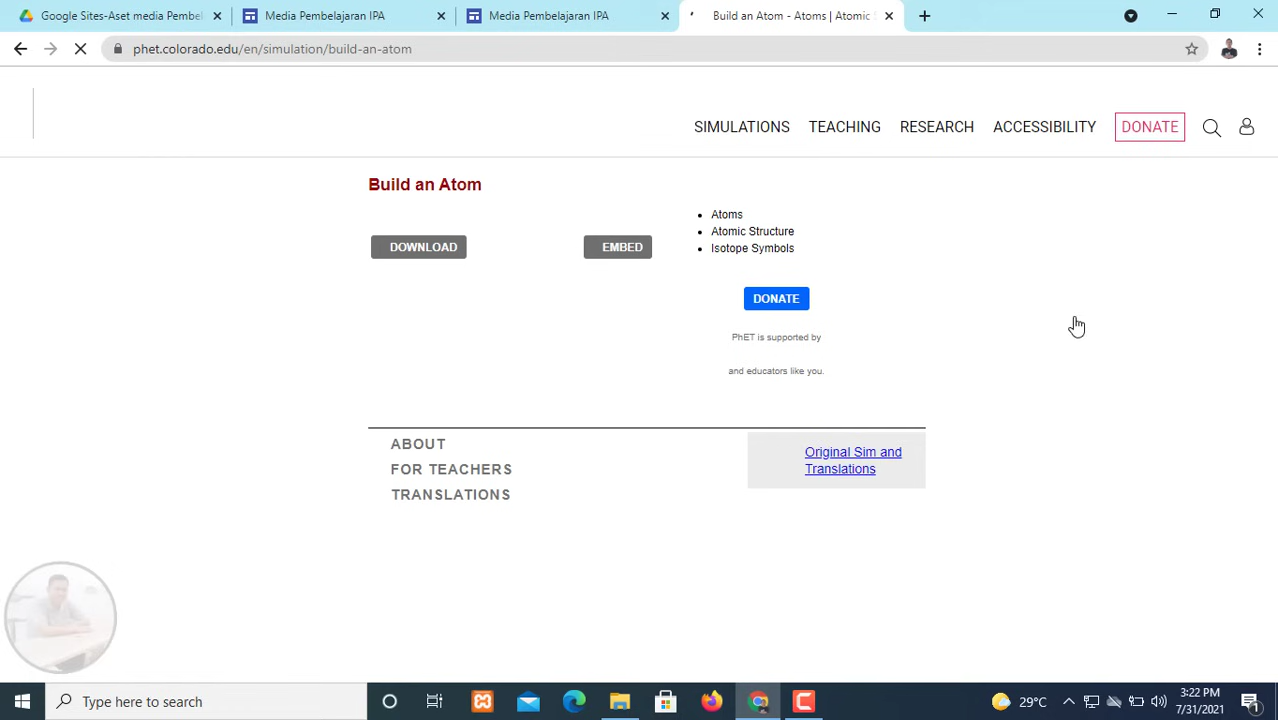 Google Sites-Aset media Pembel
Media Pembelajaran IPA
Media Pembelajaran IPA
Build an Atom - Atoms | Atomic S
phet.colorado.edu/en/simulation/build-an-atom
SIMULATIONS TEACHING RESEARCH ACCESSIBILITY DONATE
Build an Atom
DOWNLOAD
EMBED
Atoms
Atomic Structure
Isotope Symbols
DONATE
PhET is supported by
and educators like you.
ABOUT
FOR TEACHERS
TRANSLATIONS
Original Sim and
Translations
Type here to search
29°C
3:22 PM
7/31/2021
1